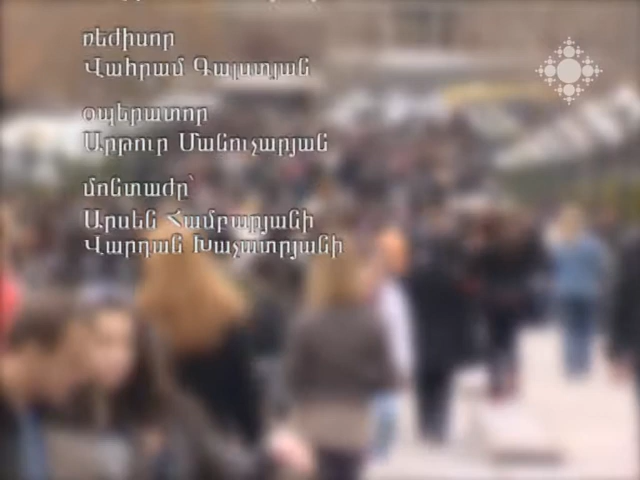 ռեժիսոր
Վահրամ Գալստյան
օպերատոր
Արթուր Մանուչարյան
մոնտաժը՝
Արսեն Համբարյանի
Վարդան Խաչատրյանի